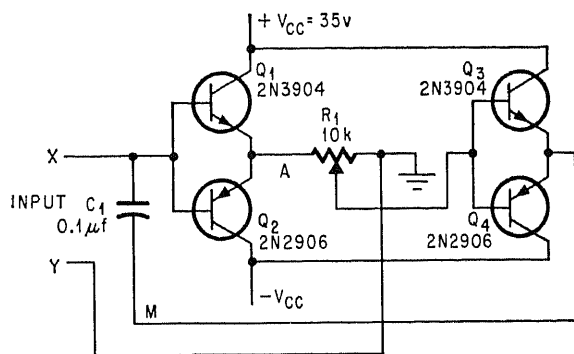 + VCC = 35v
Q1
2N3904
Q3
2N3904
R1
10k
X
A
INPUT C1
0.1μf
Q2
2N2906
Q4
2N2906
Y
-VCC
M